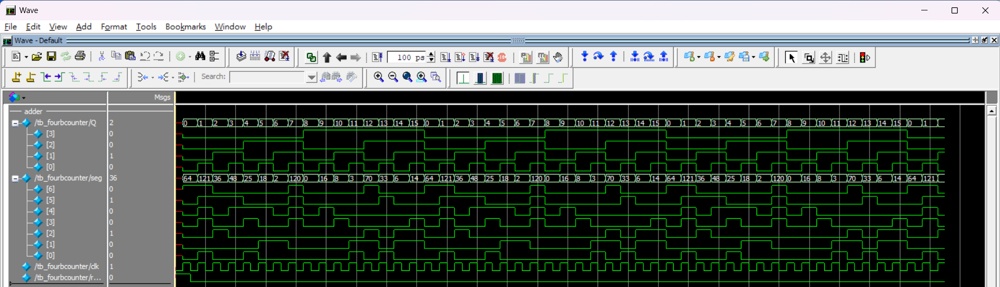 Wave
File Edit View Add Format Tools Bookmarks Window Help
Wave - Default
100 ps
Search:
Msgs
adder
/tb_fourbcounter/Q 2 0 1 2 3 4 5 6 7 8 9 10 11 12 13 14 15 0 1 2 3 4 5 6 7 8 9 10 11 12 13 14 15 0 1 2 3 4 5 6 7 8 9 10 11 12 13 14 15 0 1
[3] 0
[2] 0
[1] 1
[0] 0
/tb_fourbcounter/seg 36 64 121 36 48 25 18 2 120 0 16 8 3 70 33 6 14 64 121 36 48 25 18 2 120 0 16 8 3 70 33 6 14 64 121 36 48 25 18 2 120 0 16 8 3 70 33 6 14 64 121
[6] 0
[5] 1
[4] 0
[3] 0
[2] 1
[1] 0
[0] 0
/tb_fourbcounter/clk 1
/tb_fourbcounter/r... 0